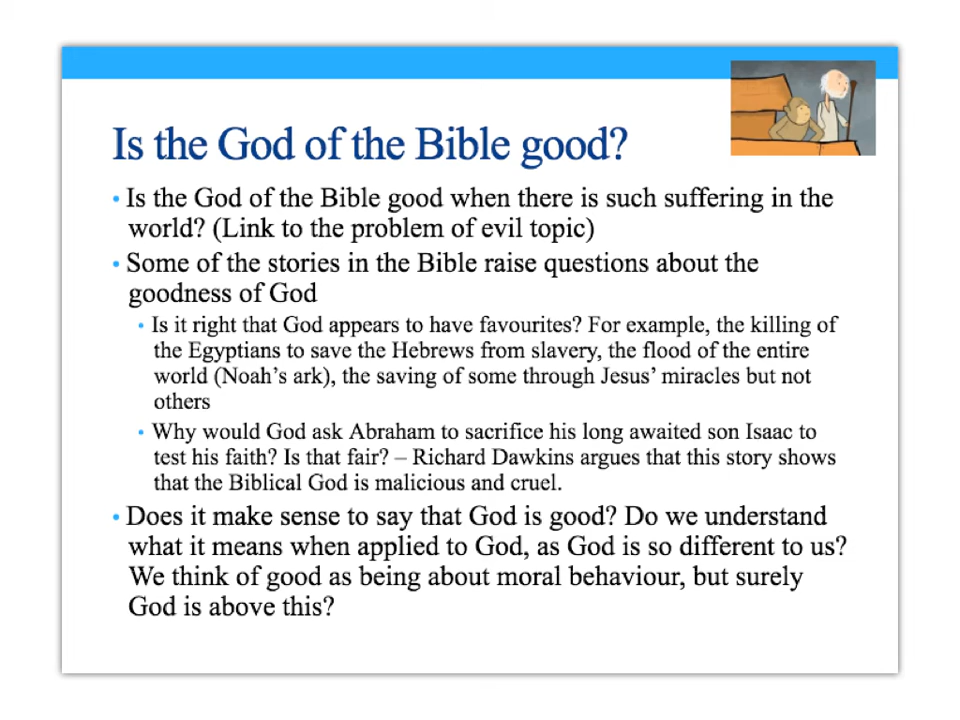 Is the God of the Bible good?
• Is the God of the Bible good when there is such suffering in the
world? (Link to the problem of evil topic)
• Some of the stories in the Bible raise questions about the
goodness of God
• Is it right that God appears to have favourites? For example, the killing of
the Egyptians to save the Hebrews from slavery, the flood of the entire
world (Noah's ark), the saving of some through Jesus' miracles but not
others
• Why would God ask Abraham to sacrifice his long awaited son Isaac to
test his faith? Is that fair? – Richard Dawkins argues that this story shows
that the Biblical God is malicious and cruel.
• Does it make sense to say that God is good? Do we understand
what it means when applied to God, as God is so different to us?
We think of good as being about moral behaviour, but surely
God is above this?